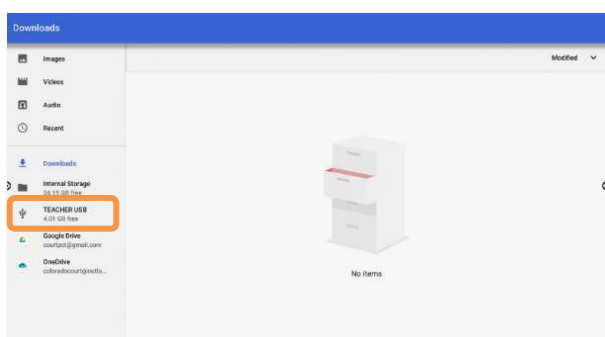 Downloads
Images
Modified
Videos
Audio
Recent
Downloads
Internal Storage
24.15 GB free
TEACHER USB
4.01 GB free
Google Drive
courtpot@gmail.com
OneDrive
coloradocourt@outlo...
No items